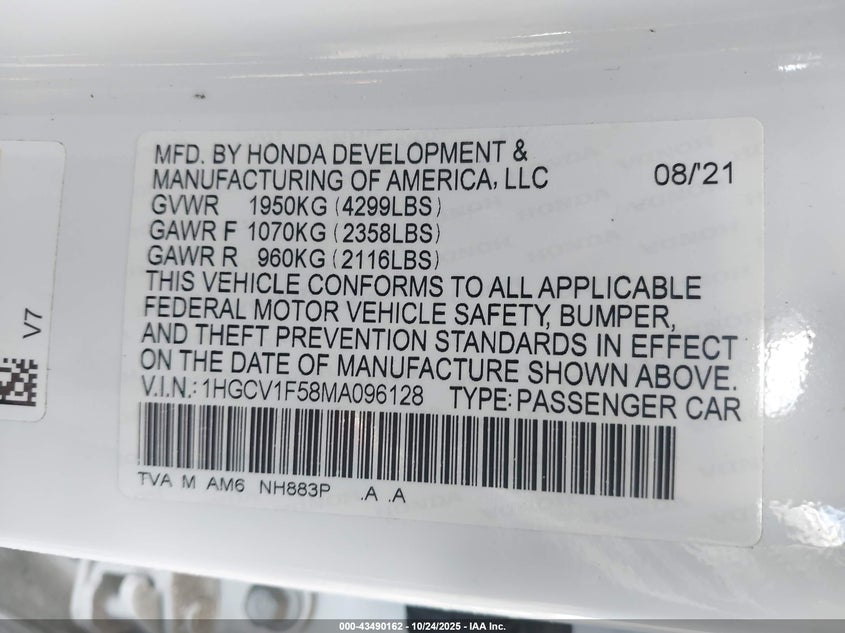 MFD. BY HONDA DEVELOPMENT &
MANUFACTURING OF AMERICA, LLC 08/'21
GVWR 1950KG (4299LBS)
GAWR F 1070KG (2358LBS)
GAWR R 960KG (2116LBS)
THIS VEHICLE CONFORMS TO ALL APPLICABLE
FEDERAL MOTOR VEHICLE SAFETY, BUMPER,
AND THEFT PREVENTION STANDARDS IN EFFECT
ON THE DATE OF MANUFACTURE SHOWN ABOVE.
V.I.N.: 1HGCV1F58MA096128 TYPE: PASSENGER CAR
TVA M AM6 NH883P .A .A
V7
000-43490162 - 10/24/2025 - IAA Inc.